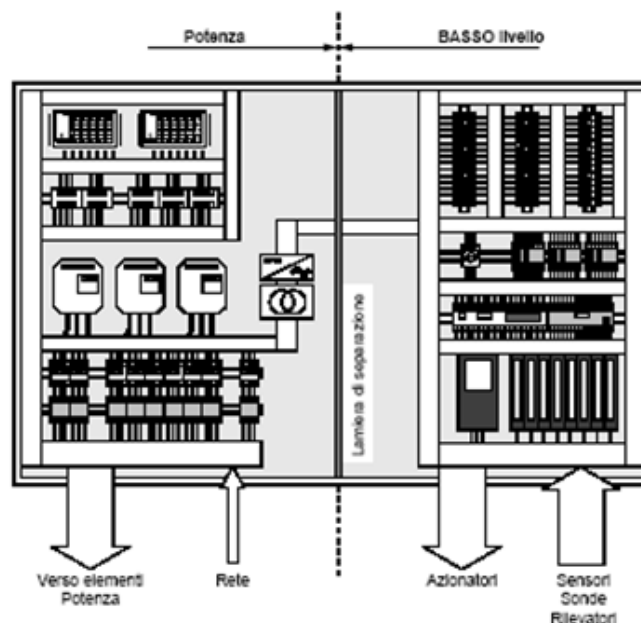 Potenza
BASSO livello
Lamiera di separazione
Verso elementi
Potenza
Rete
Azionatori
Sensori
Sonde
Rilevatori